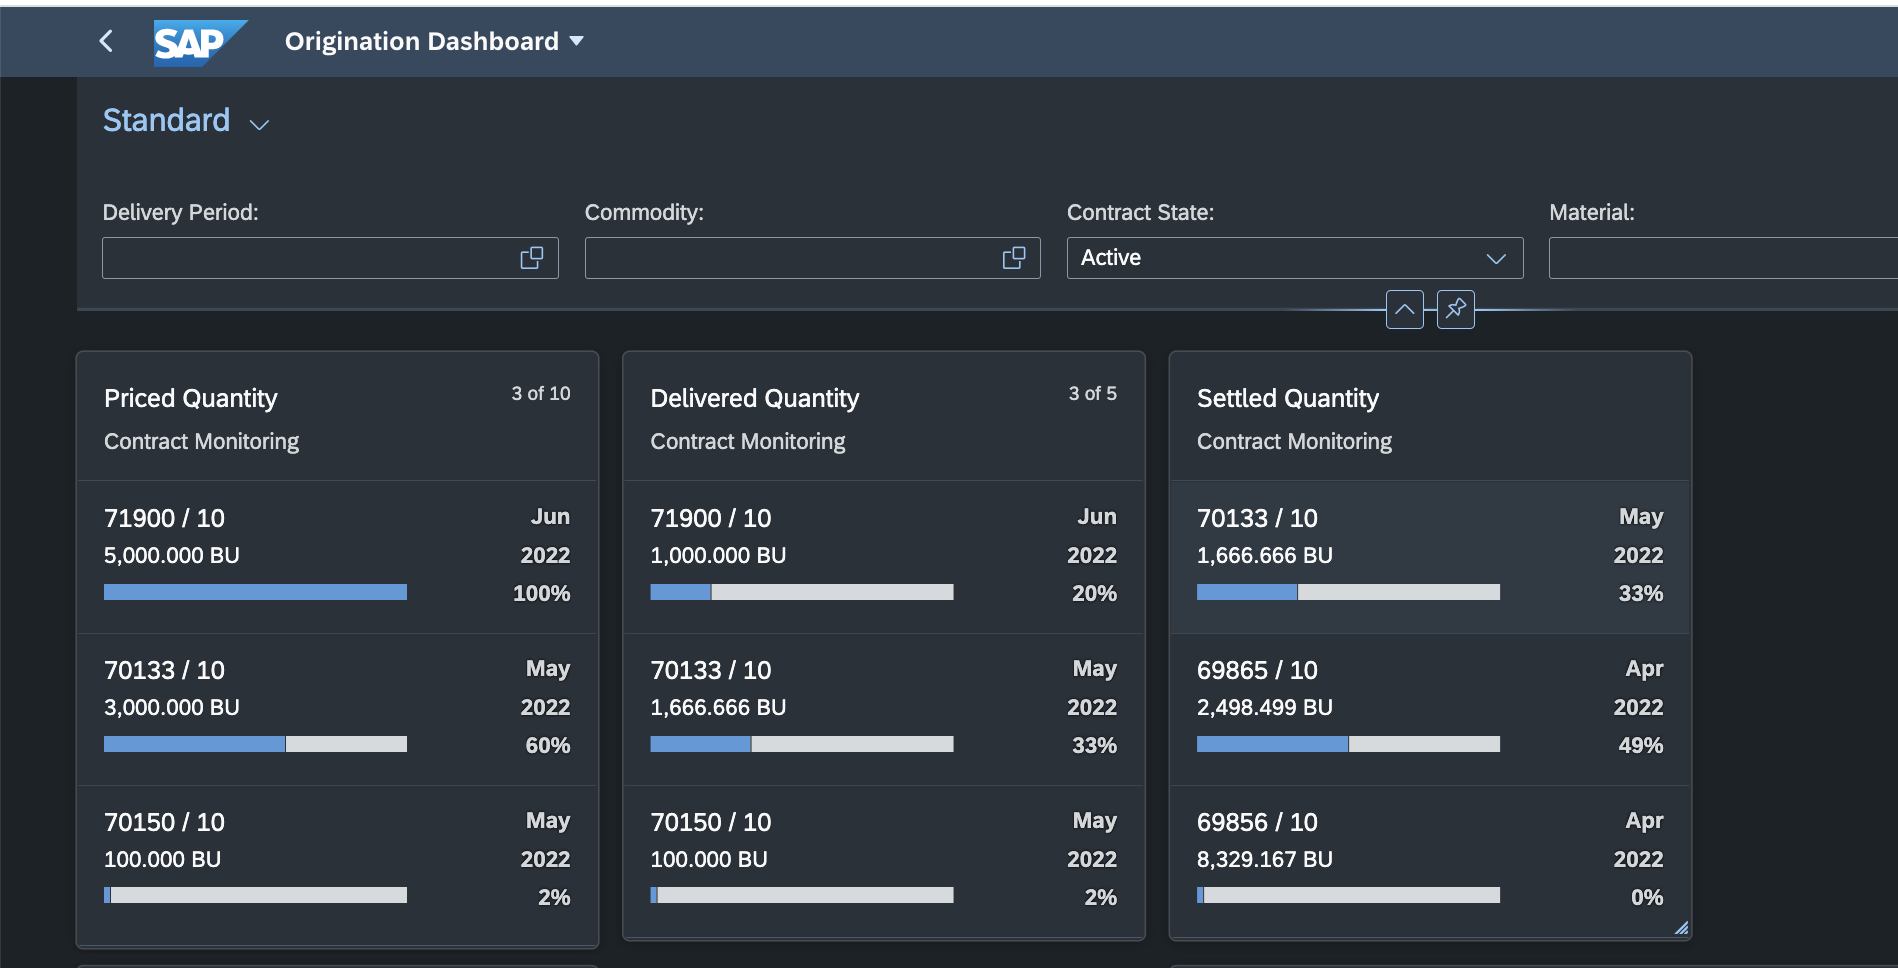 SAP Origination Dashboard
Standard
Delivery Period:
Commodity:
Contract State:
Material:
Active
Priced Quantity
3 of 10
Contract Monitoring
71900 / 10
Jun
5,000.000 BU
2022
100%
70133 / 10
May
3,000.000 BU
2022
60%
70150 / 10
May
100.000 BU
2022
2%
Delivered Quantity
3 of 5
Contract Monitoring
71900 / 10
Jun
1,000.000 BU
2022
20%
70133 / 10
May
1,666.666 BU
2022
33%
70150 / 10
May
100.000 BU
2022
2%
Settled Quantity
Contract Monitoring
70133 / 10
May
1,666.666 BU
2022
33%
69865 / 10
Apr
2,498.499 BU
2022
49%
69856 / 10
Apr
8,329.167 BU
2022
0%